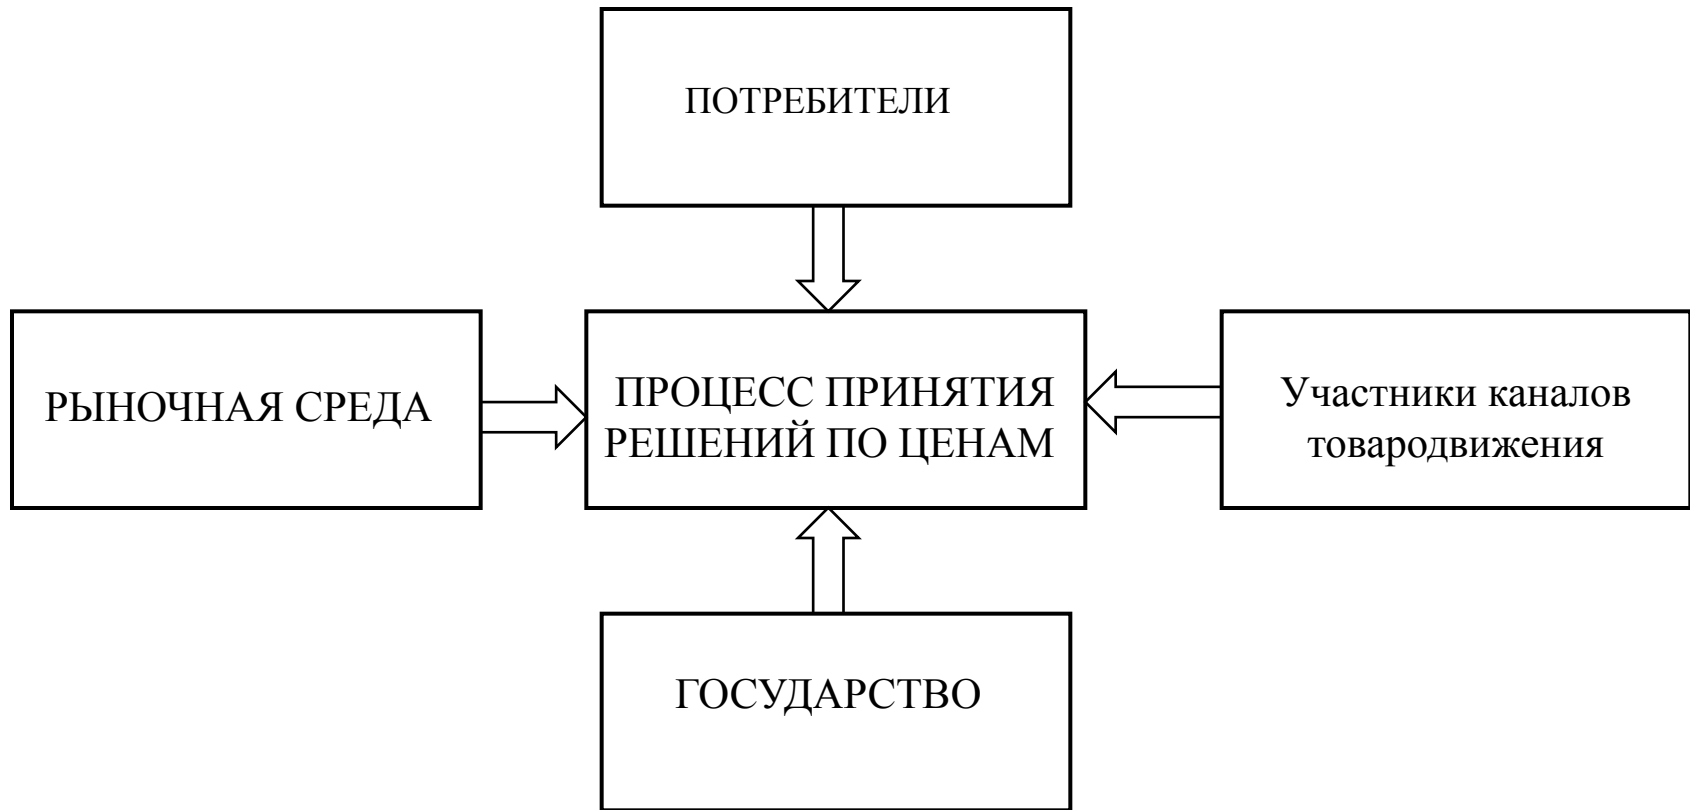 ПОТРЕБИТЕЛИ
РЫНОЧНАЯ СРЕДА
ПРОЦЕСС ПРИНЯТИЯ
РЕШЕНИЙ ПО ЦЕНАМ
Участники каналов
товародвижения
ГОСУДАРСТВО